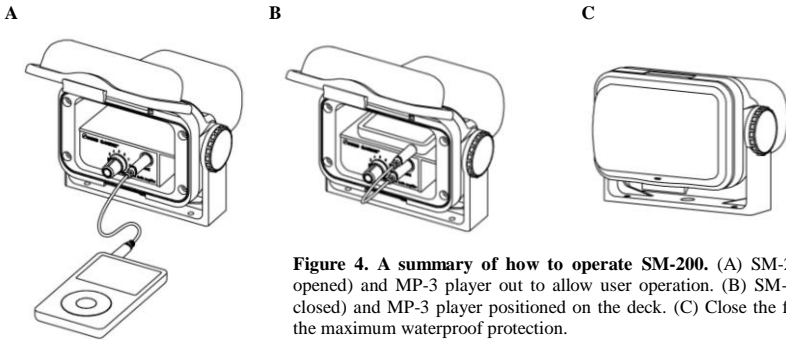 A
B
C
Figure 4. A summary of how to operate SM-200. (A) SM-
opened) and MP-3 player out to allow user operation. (B) SM-
closed) and MP-3 player positioned on the deck. (C) Close the
the maximum waterproof protection.